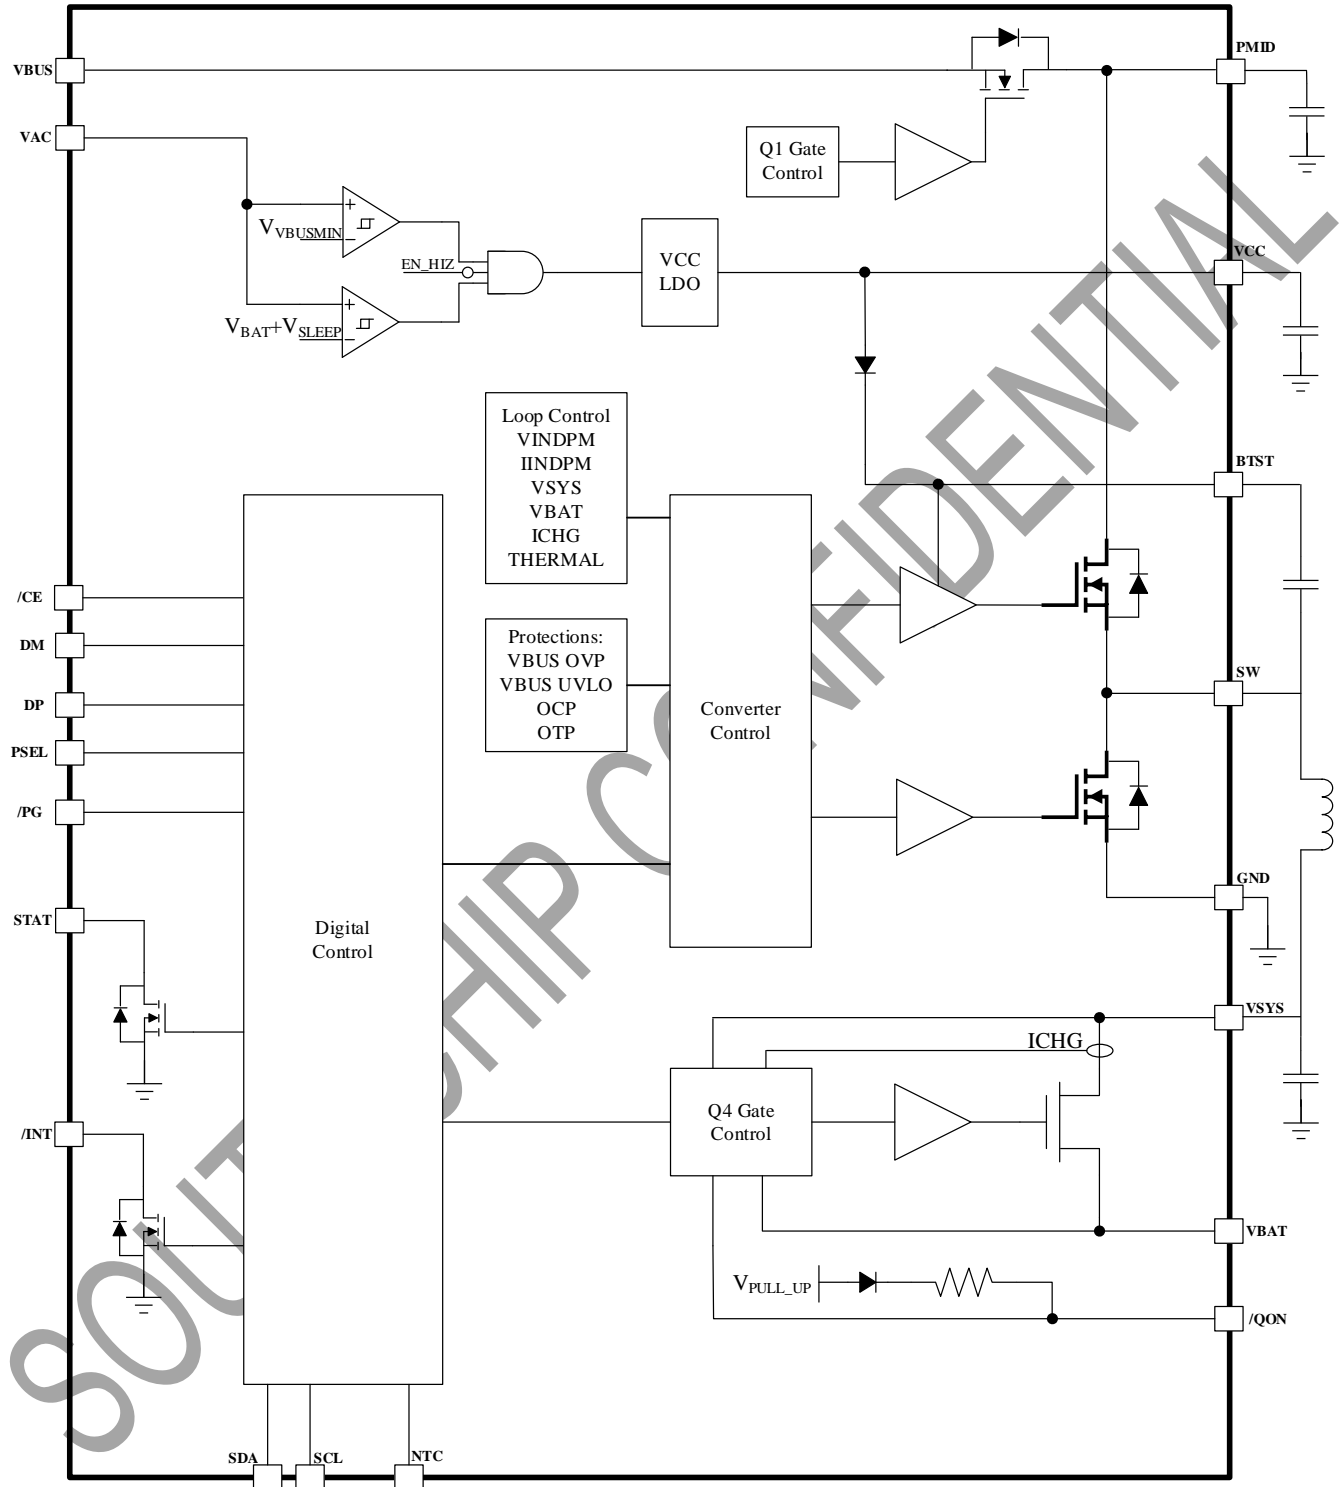 PMID
VBUS
VAC
Q1 Gate
Control
VVBUSMIN
EN_HIZ
VCC
LDO
VCC
VBAT+VSLEEP
Loop Control
VINDPM
IINDPM
VSYS
VBAT
ICHG
THERMAL
BTST
/CE
DM
DP
PSEL
/PG
Protections:
VBUS OVP
VBUS UVLO
OCP
OTP
Converter
Control
SW
GND
STAT
Digital
Control
VSYS
ICHG
/INT
Q4 Gate
Control
VBAT
VPULL_UP
/QON
SDA
SCL
NTC